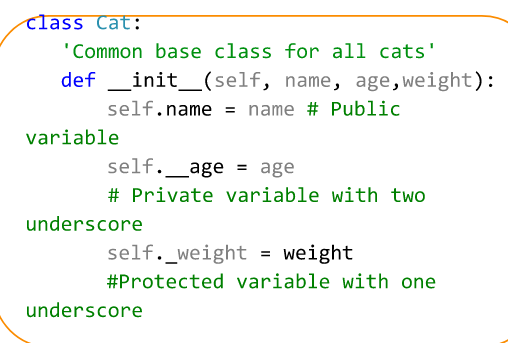 class Cat:
'Common base class for all cats'
def __init__(self, name, age,weight):
self.name = name # Public
variable
self.__age = age
# Private variable with two
underscore
self._weight = weight
#Protected variable with one
underscore